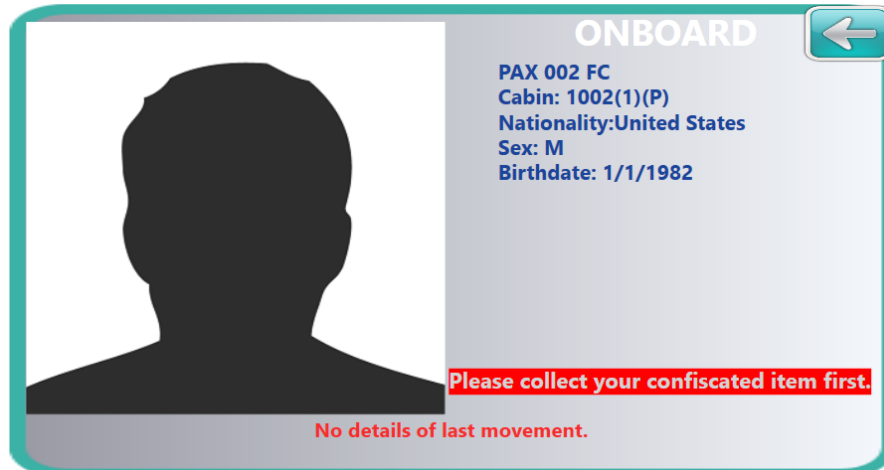 ONBOARD
PAX 002 FC
Cabin: 1002(1)(P)
Nationality:United States
Sex: M
Birthdate: 1/1/1982
Please collect your confiscated item first.
No details of last movement.